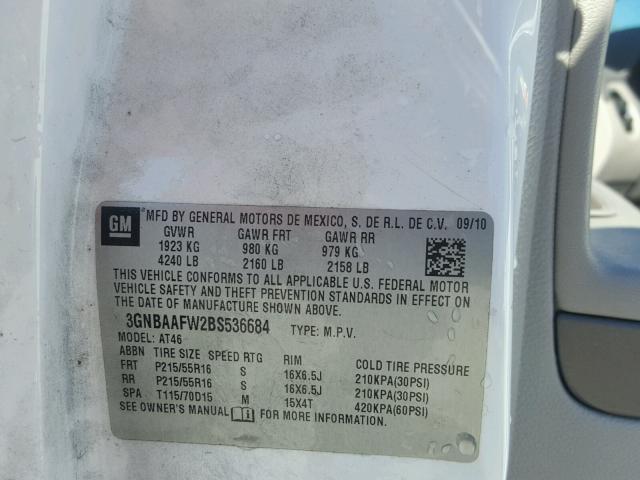 GM MFD BY GENERAL MOTORS DE MEXICO, S. DE R.L. DE C.V. 09/10
GVWR GAWR FRT GAWR RR
1923 KG 980 KG 979 KG
4240 LB 2160 LB 2158 LB
THIS VEHICLE CONFORMS TO ALL APPLICABLE U.S. FEDERAL MOTOR
VEHICLE SAFETY AND THEFT PREVENTION STANDARDS IN EFFECT ON
THE DATE OF MANUFACTURE SHOWN ABOVE.
3GNBAAFW2BS536684 TYPE: M.P.V.
MODEL: AT46
ABBN TIRE SIZE SPEED RTG RIM COLD TIRE PRESSURE
FRT P215/55R16 S 16X6.5J 210KPA(30PSI)
RR P215/55R16 S 16X6.5J 210KPA(30PSI)
SPA T115/70D15 M 15X4T 420KPA(60PSI)
SEE OWNER'S MANUAL FOR MORE INFORMATION.